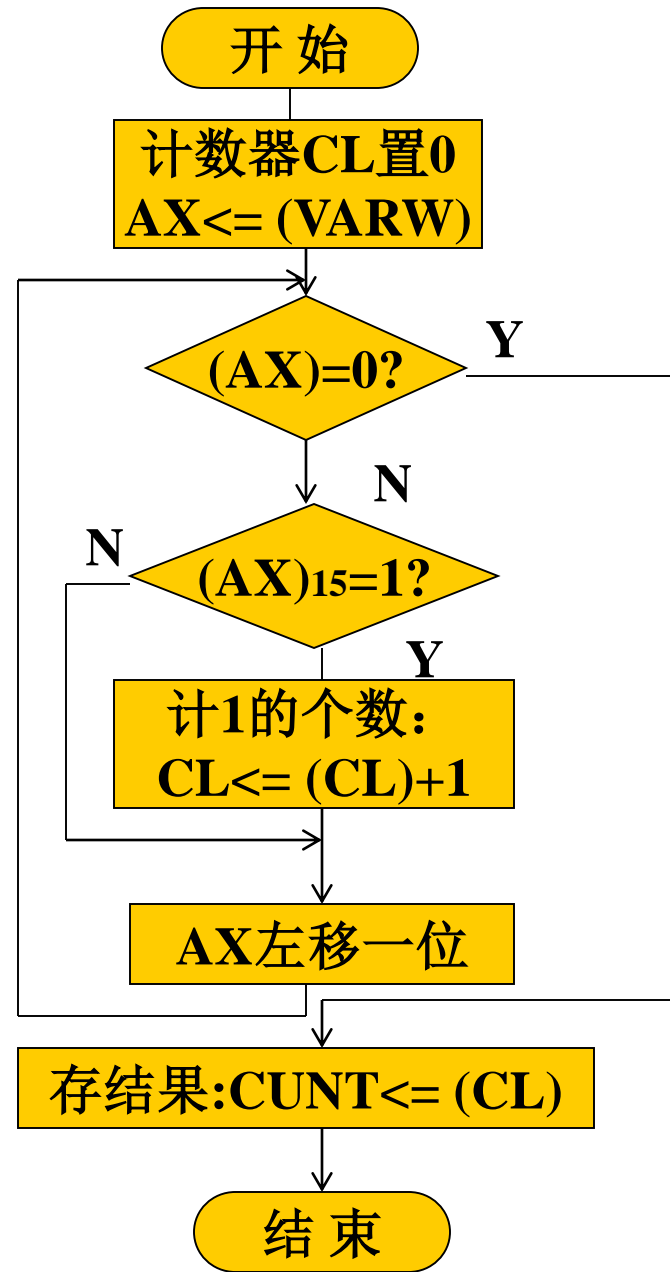 开 始
计数器CL置0
AX<= (VARW)
(AX)=0?
Y
N
(AX)15=1?
N
Y
计1的个数：
CL<= (CL)+1
AX左移一位
存结果:CUNT<= (CL)
结 束